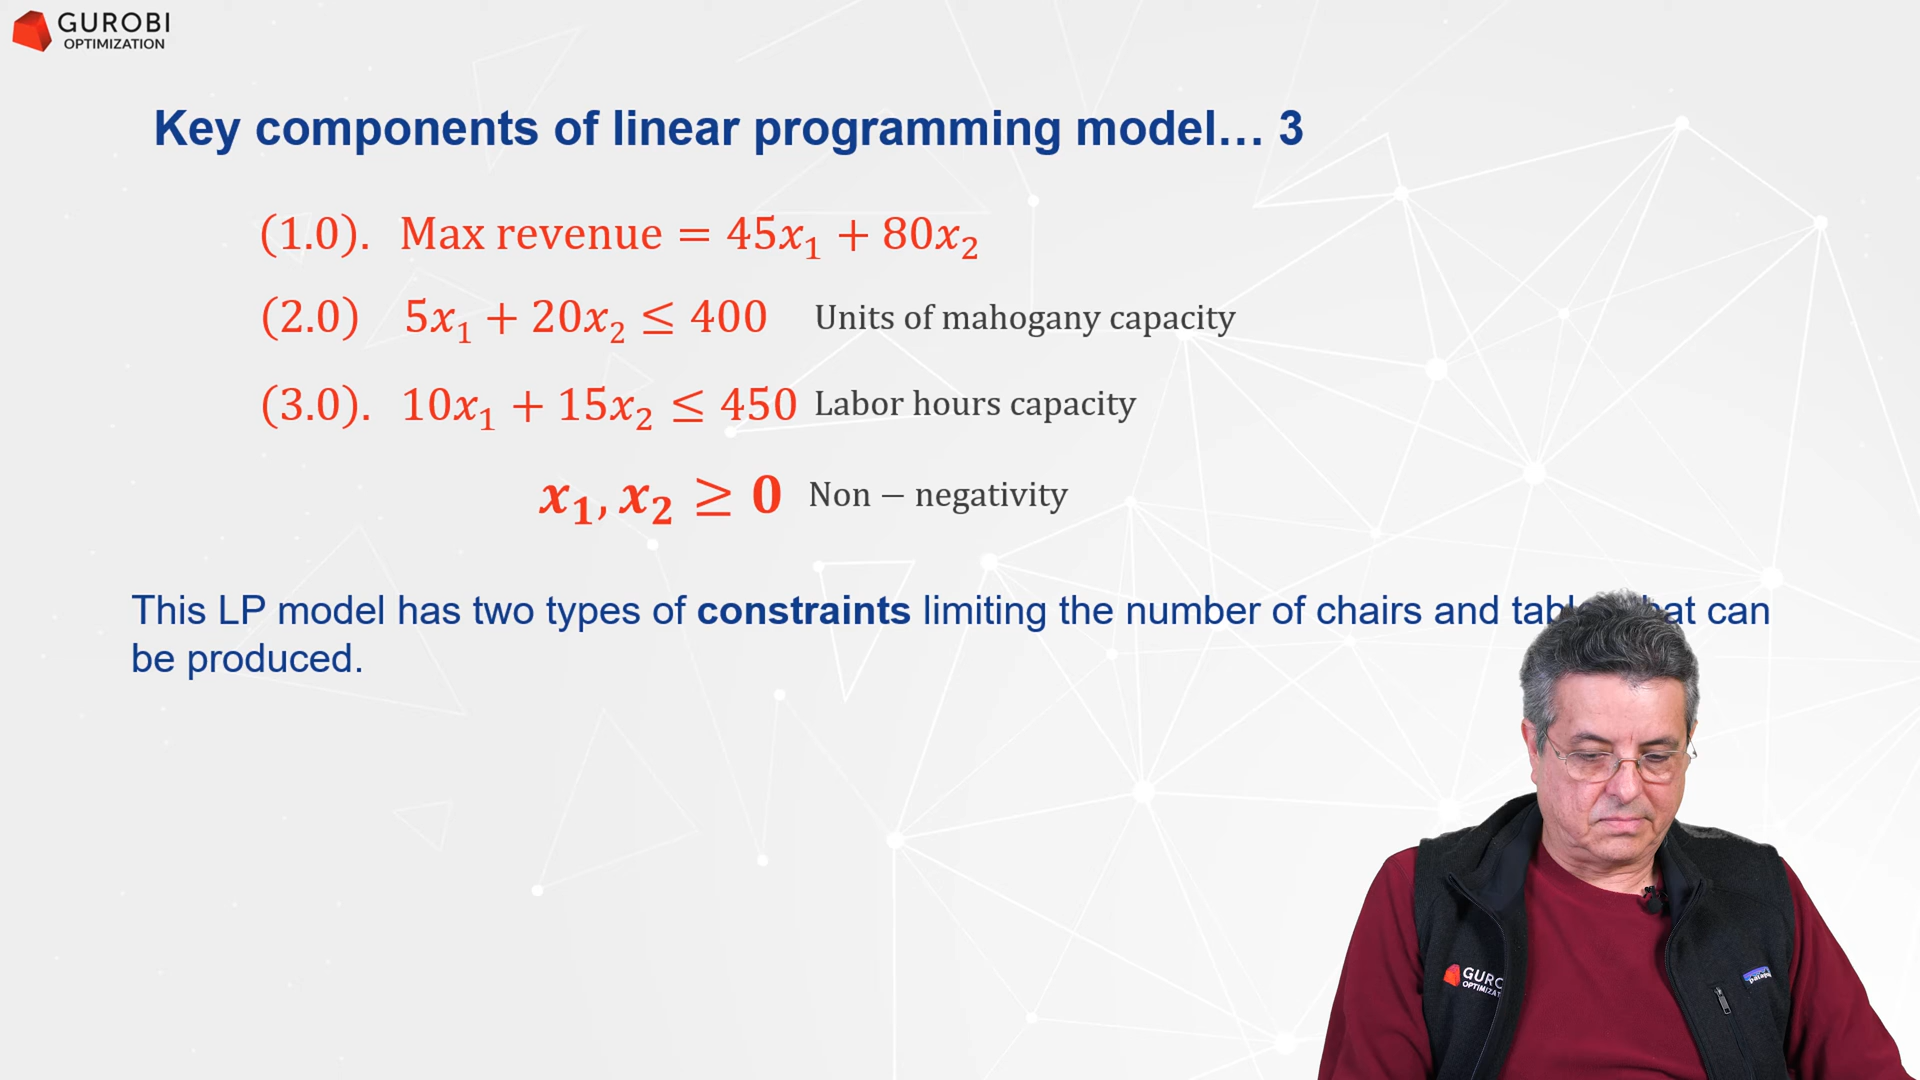 GUROBI
OPTIMIZATION
Key components of linear programming model… 3
(1.0). Max revenue = 45x₁ + 80x₂
(2.0) 5x₁ + 20x₂ ≤ 400 Units of mahogany capacity
(3.0). 10x₁ + 15x₂ ≤ 450 Labor hours capacity
x₁, x₂ ≥ 0 Non − negativity
This LP model has two types of constraints limiting the number of chairs and can
be produced.